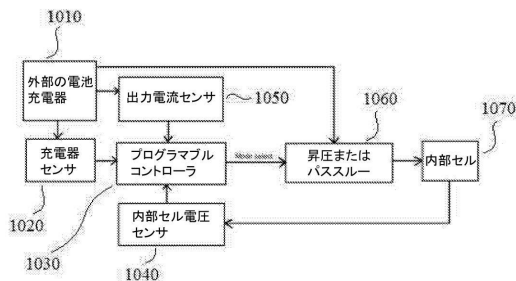 1010
外部の電池
充電器
出力電流センサ
1050
1060
1070
充電器
センサ
プログラマブル
コントローラ
Mode select
昇圧または
パススルー
内部セル
1020
1030
内部セル電圧
センサ
1040